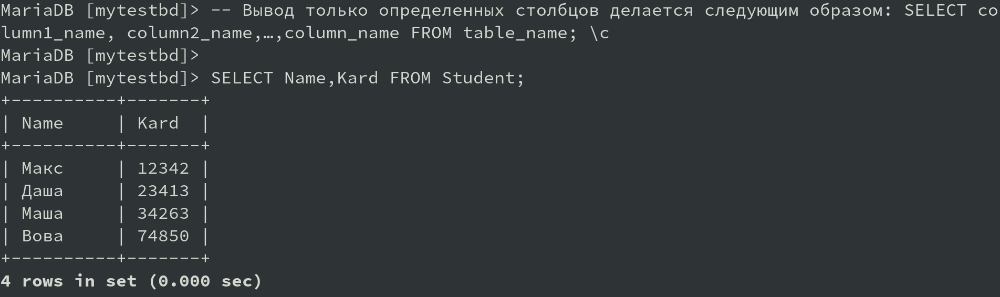 MariaDB [mytestbd]> -- Вывод только определенных столбцов делается следующим образом: SELECT co
lumn1_name, column2_name,…,column_name FROM table_name; \c
MariaDB [mytestbd]>
MariaDB [mytestbd]> SELECT Name,Kard FROM Student;
+----------+-------+
| Name     | Kard  |
+----------+-------+
| Макс     | 12342 |
| Даша     | 23413 |
| Маша     | 34263 |
| Вова     | 74850 |
+----------+-------+
4 rows in set (0.000 sec)